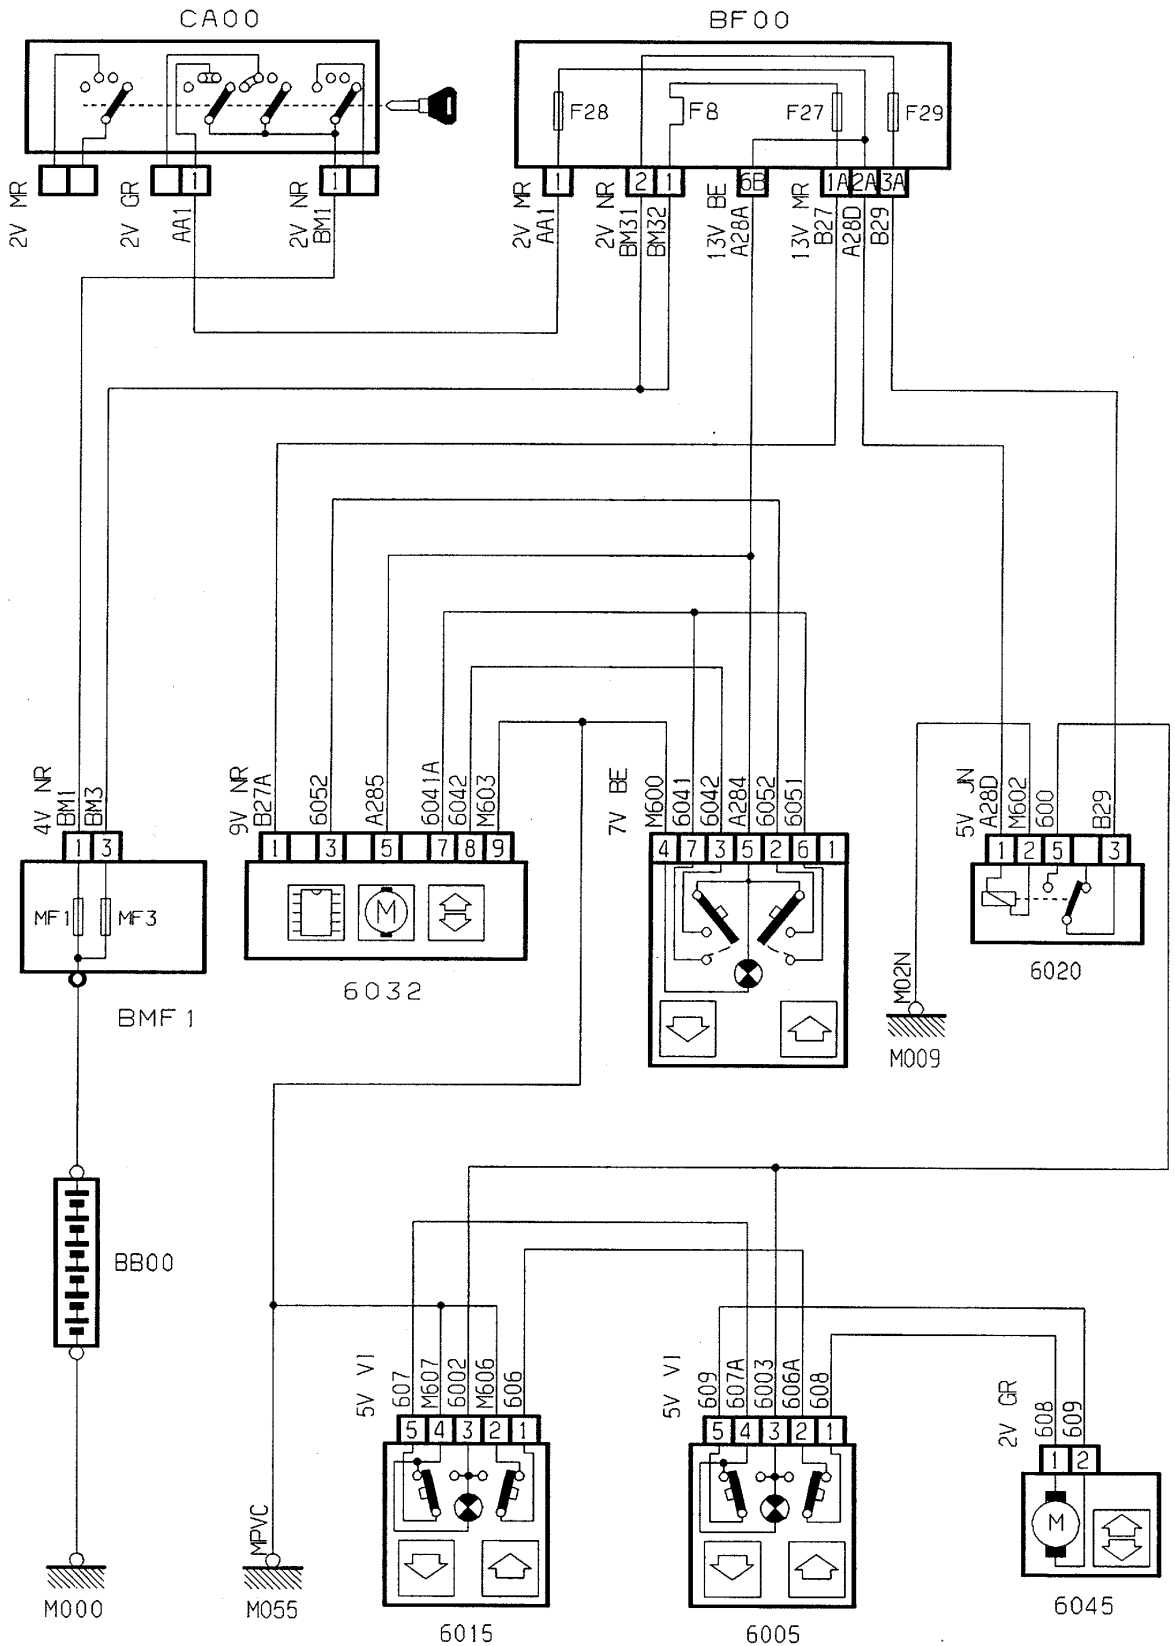 CA00
BF00
F28
F8
F27
F29
1
1
1
2
1
6B
1A
2A
3A
2V MR
2V GR
AA1
2V NR
BM1
2V MR
AA1
2V NR
BM31
BM32
13V BE
A28A
13V MR
B27
A28D
B29
4V NR
BM1
BM3
9V NR
B27A
6052
A285
6041A
6042
M603
7V BE
M600
6041
6042
A284
6052
6051
5V JN
A28D
M602
600
B29
1
3
1
3
5
7
8
9
4
7
3
5
2
6
1
1
2
5
3
MF1
MF3
M
BMF1
6032
6020
M02N
M009
BB00
5V VI
607
M607
6002
M606
606
5V VI
609
607A
6003
606A
608
2V GR
608
609
5
4
3
2
1
5
4
3
2
1
1
2
M
MPVC
M000
M055
6015
6005
6045